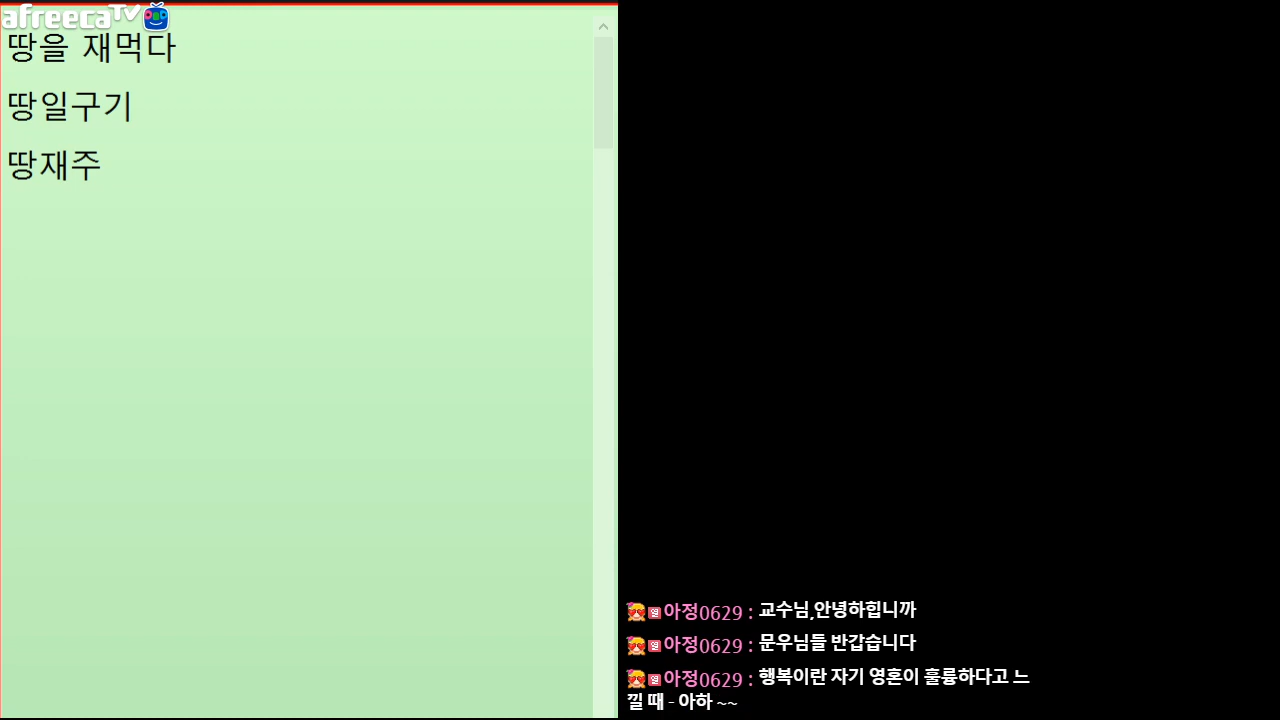 afreecaTV
땅을 재먹다
땅일구기
땅재주
아정0629 : 교수님,안녕하힙니까
아정0629 : 문우님들 반갑습니다
아정0629 : 행복이란 자기 영혼이 훌륭하다고 느
낄 때 - 아하 ~~